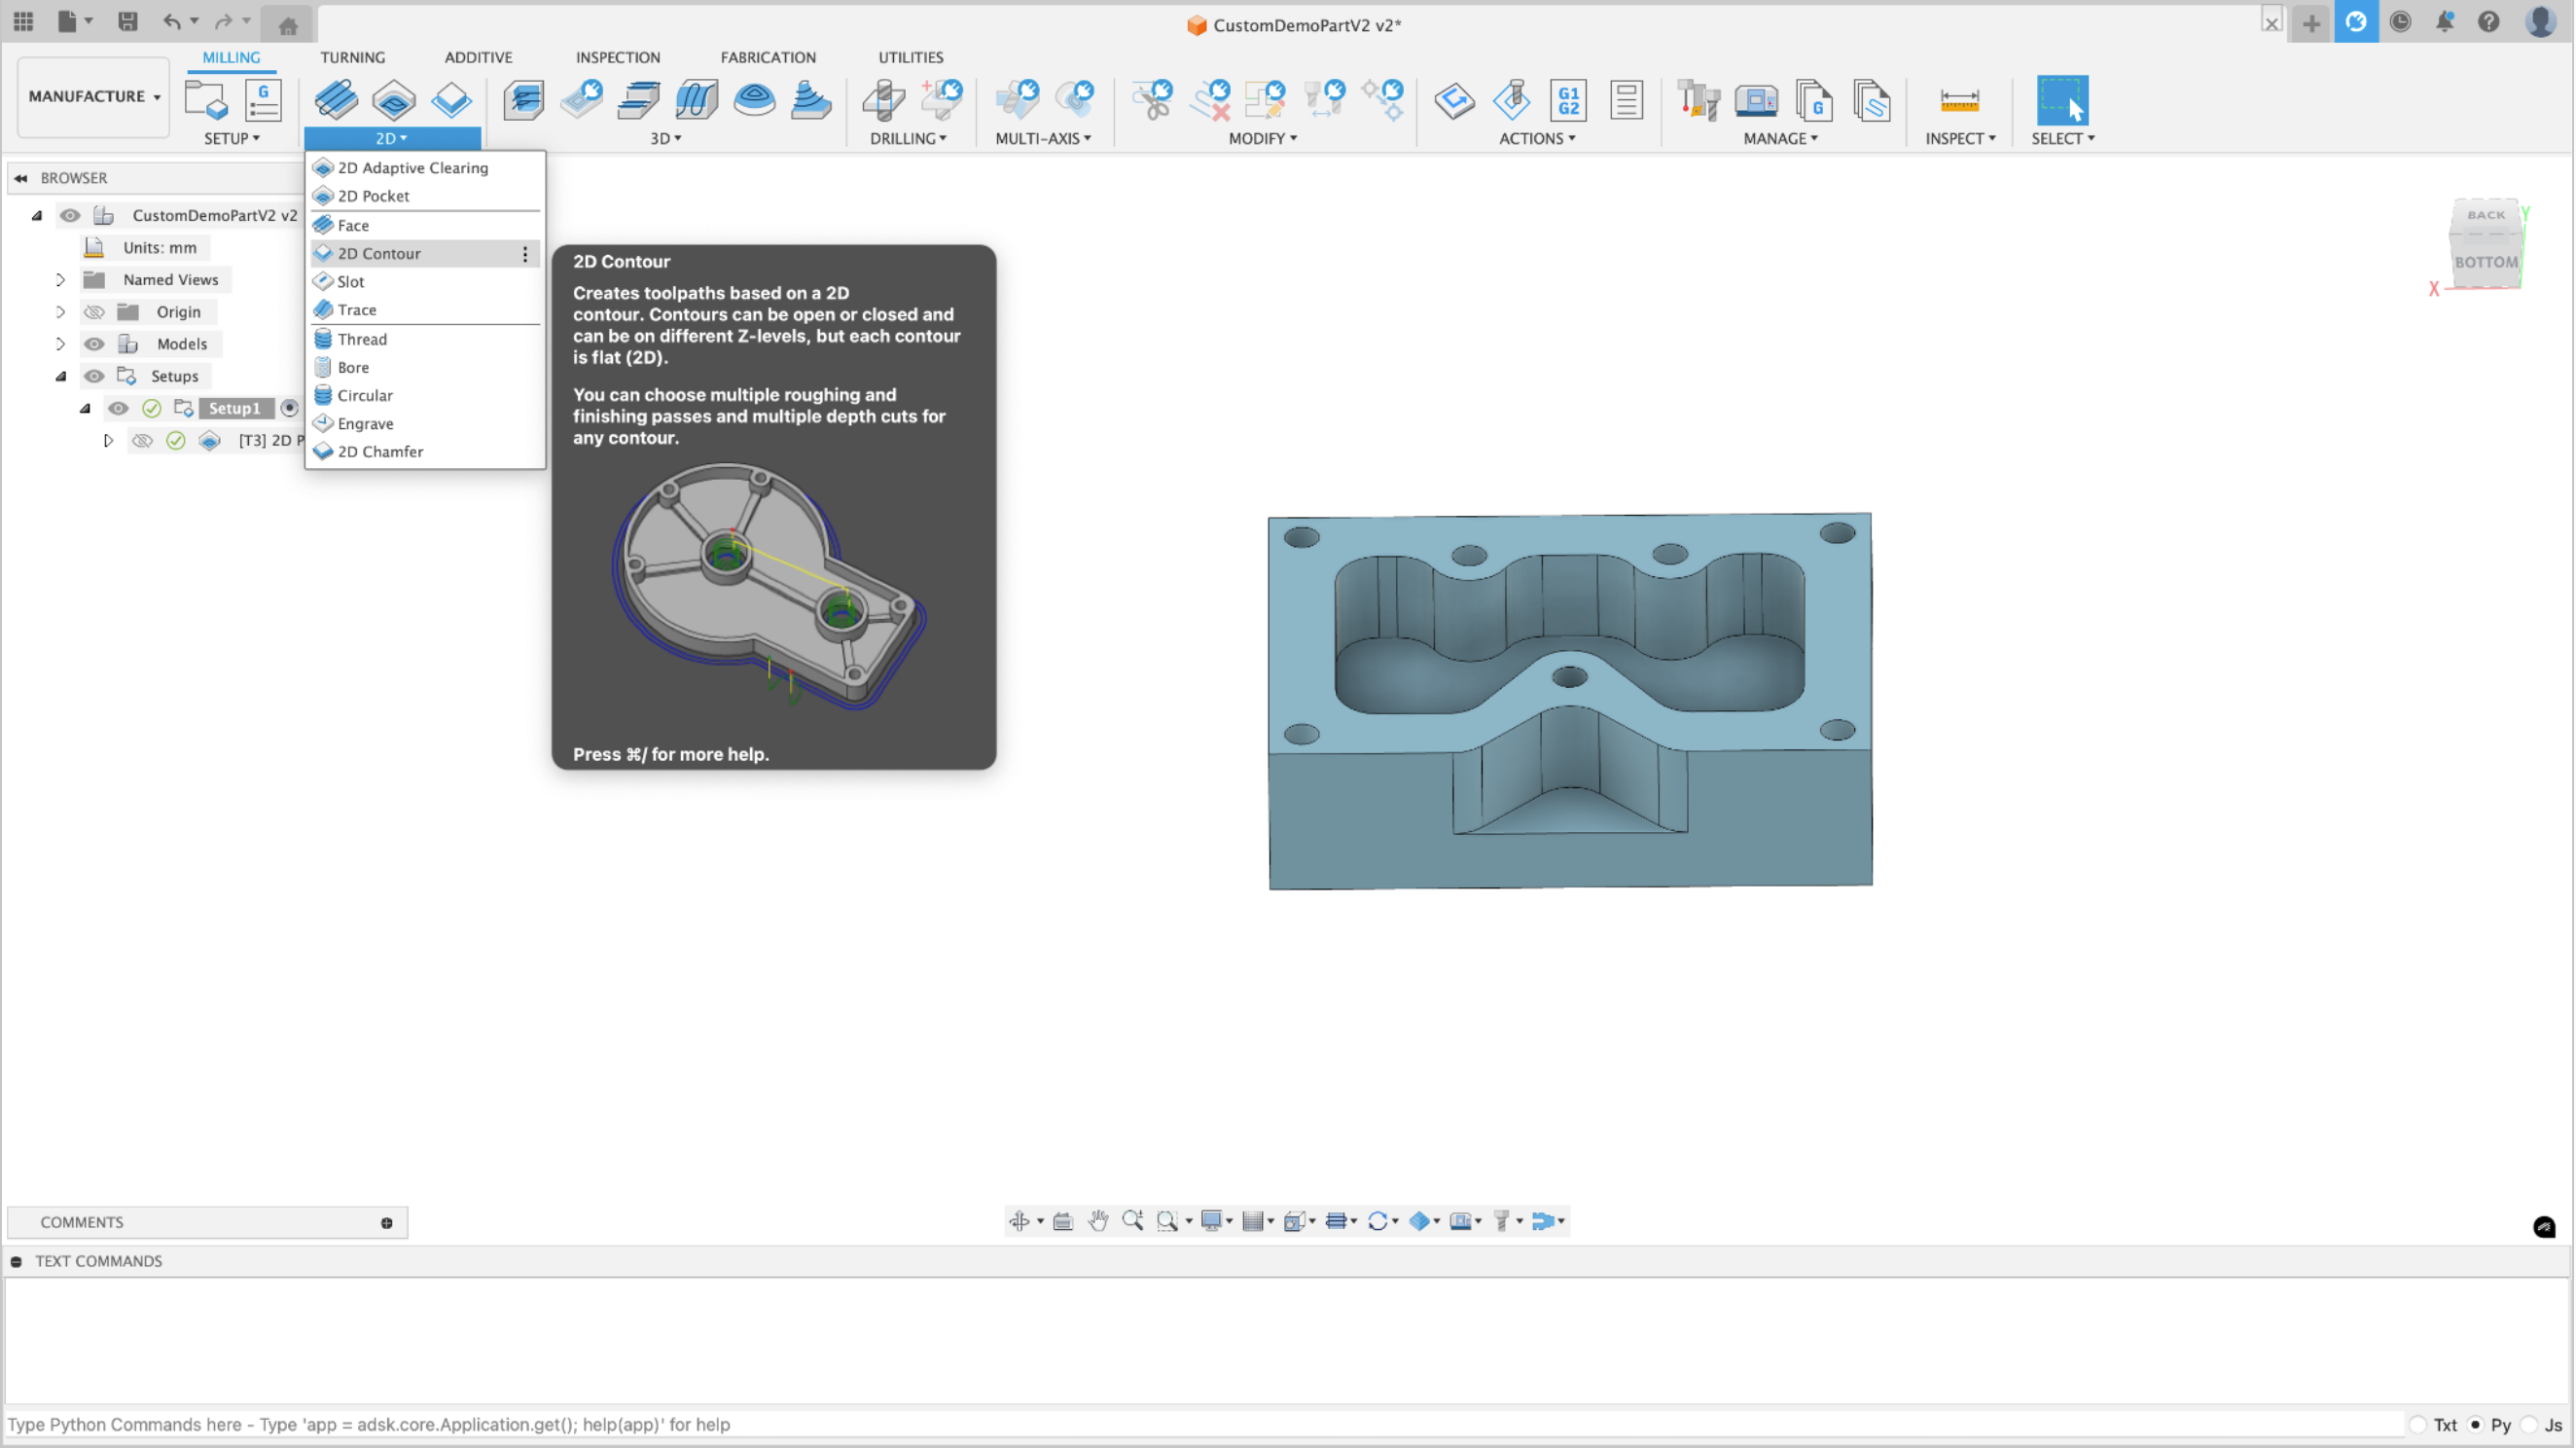 CustomDemoPartV2 v2*
MILLING TURNING ADDITIVE INSPECTION FABRICATION UTILITIES
MANUFACTURE
G
G1
G2
G
SETUP 2D 3D DRILLING MULTI-AXIS MODIFY ACTIONS MANAGE INSPECT SELECT
BROWSER
CustomDemoPartV2 v2
Units: mm
Named Views
Origin
Models
Setups
Setup1
[T3] 2D P
2D Adaptive Clearing
2D Pocket
Face
2D Contour
Slot
Trace
Thread
Bore
Circular
Engrave
2D Chamfer
2D Contour
Creates toolpaths based on a 2D
contour. Contours can be open or closed and
can be on different Z-levels, but each contour
is flat (2D).
You can choose multiple roughing and
finishing passes and multiple depth cuts for
any contour.
Press ⌘/ for more help.
BACK
Y
BOTTOM
X
COMMENTS
TEXT COMMANDS
Type Python Commands here - Type 'app = adsk.core.Application.get(); help(app)' for help
Txt Py Js